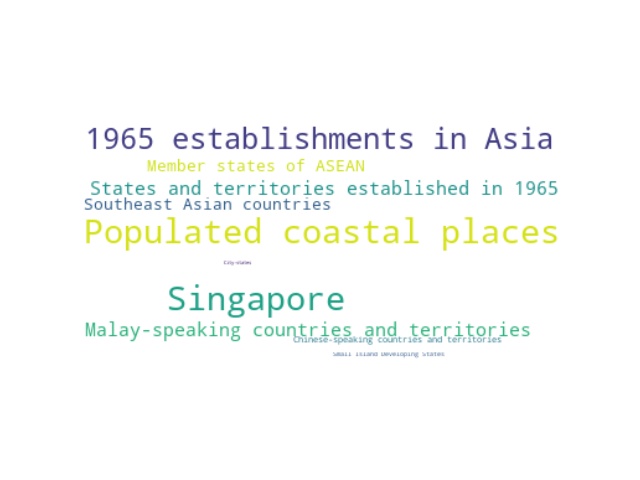 1965 establishments in Asia
Member states of ASEAN
States and territories established in 1965
Southeast Asian countries
Populated coastal places
City-states
Singapore
Malay-speaking countries and territories
Chinese-speaking countries and territories
Small Island Developing States